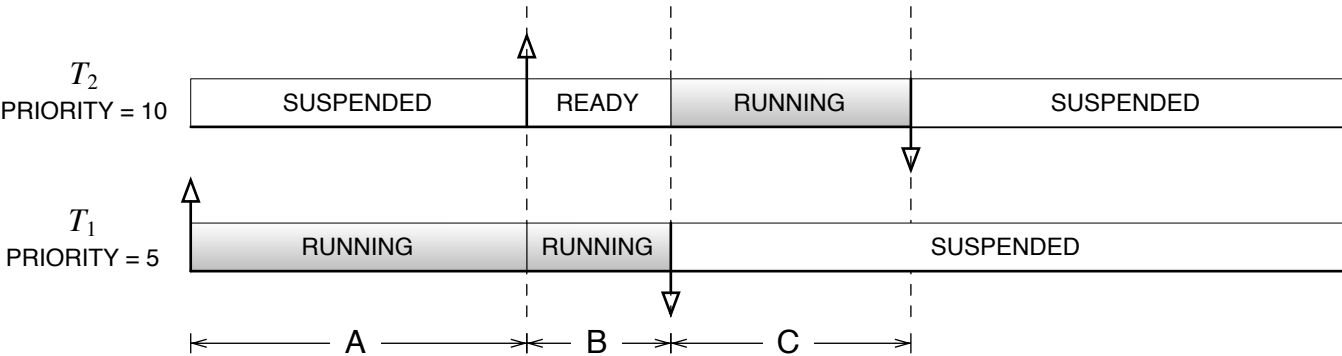 T2
PRIORITY = 10
SUSPENDED READY RUNNING SUSPENDED
T1
PRIORITY = 5
RUNNING RUNNING SUSPENDED
A B C